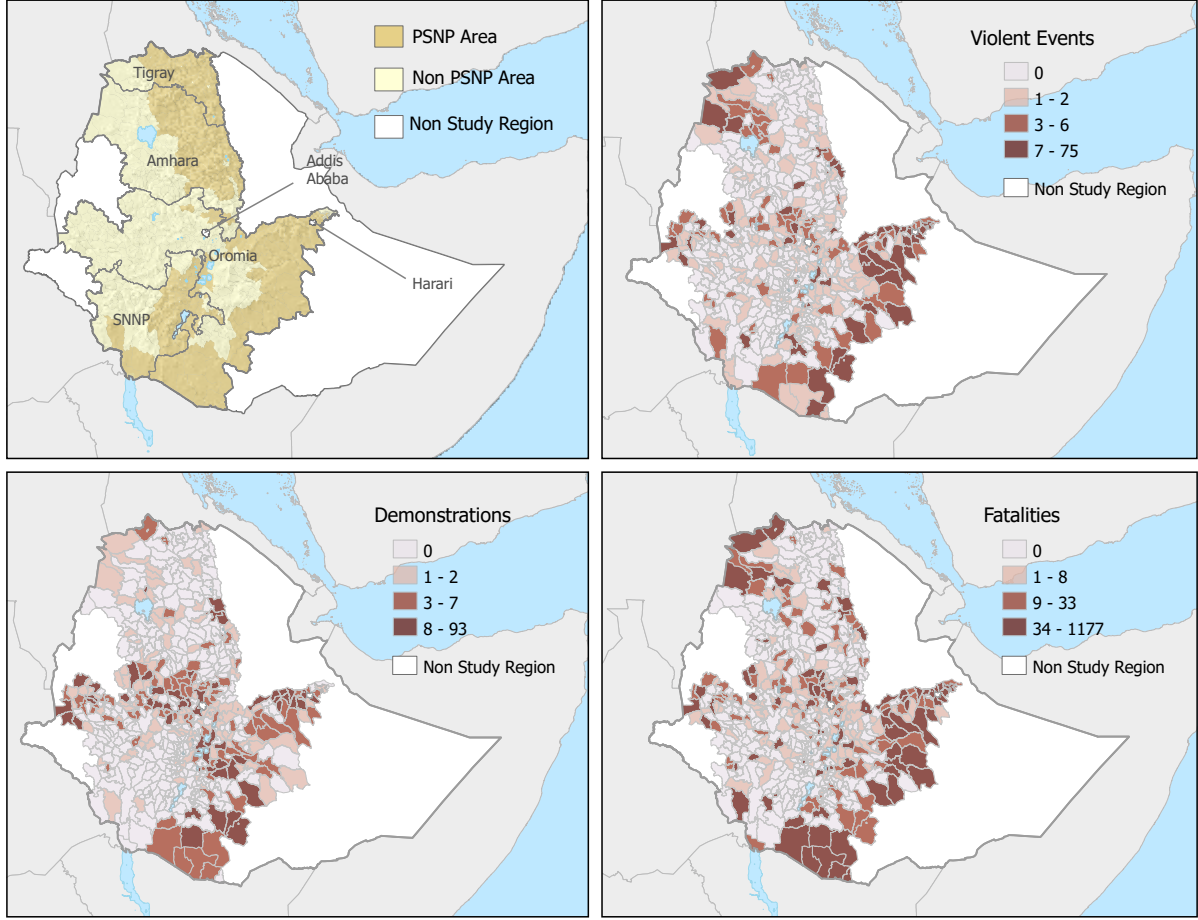 PSNP Area
Tigray
Non PSNP Area
Non Study Region
Amhara
Addis
Ababa
Oromia
Harari
SNNP
Violent Events
0
1 - 2
3 - 6
7 - 75
Non Study Region
Demonstrations
0
1 - 2
3 - 7
8 - 93
Non Study Region
Fatalities
0
1 - 8
9 - 33
34 - 1177
Non Study Region